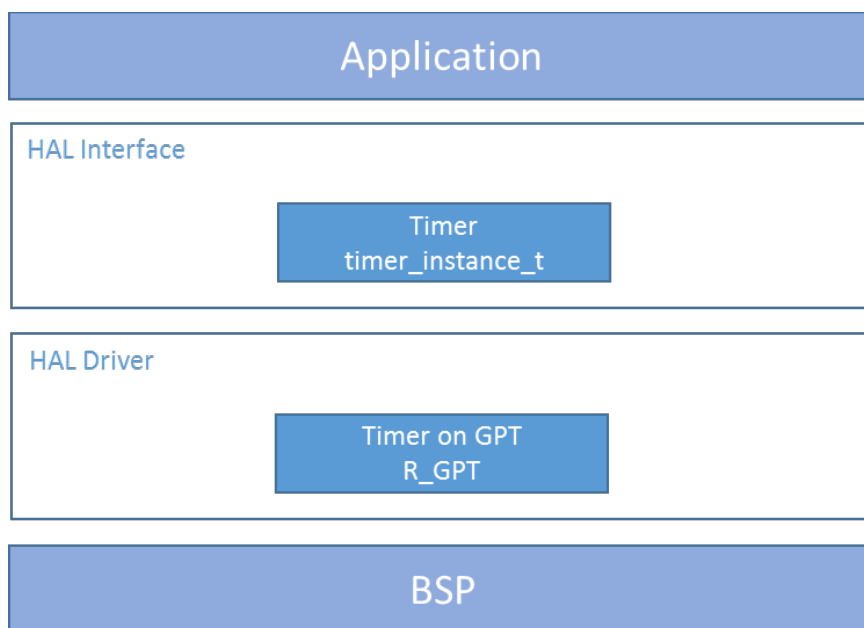 Application
HAL Interface
Timer
timer_instance_t
HAL Driver
Timer on GPT
R_GPT
BSP